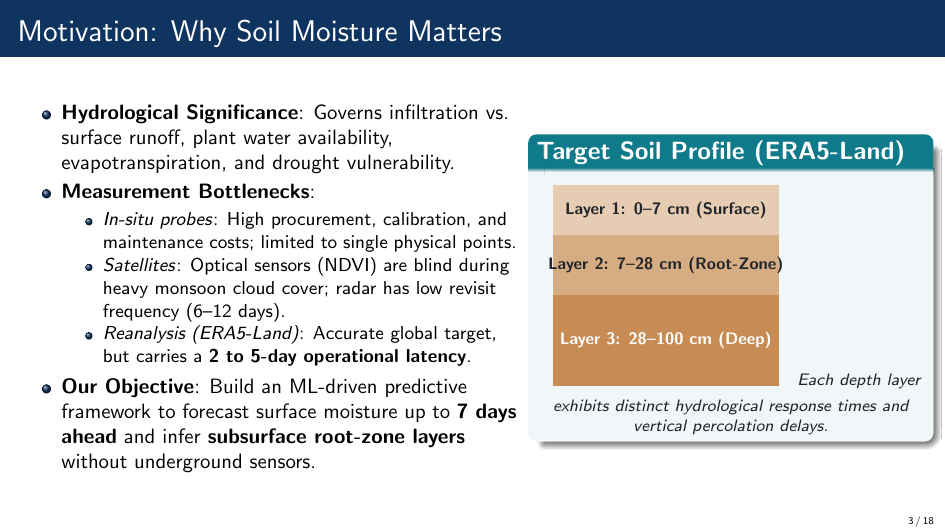 Motivation: Why Soil Moisture Matters
Hydrological Significance: Governs infiltration vs.
surface runoff, plant water availability,
evapotranspiration, and drought vulnerability.
Measurement Bottlenecks:
In-situ probes: High procurement, calibration, and
maintenance costs; limited to single physical points.
Satellites: Optical sensors (NDVI) are blind during
heavy monsoon cloud cover; radar has low revisit
frequency (6–12 days).
Reanalysis (ERA5-Land): Accurate global target,
but carries a 2 to 5-day operational latency.
Our Objective: Build an ML-driven predictive
framework to forecast surface moisture up to 7 days
ahead and infer subsurface root-zone layers
without underground sensors.
Target Soil Profile (ERA5-Land)
Layer 1: 0–7 cm (Surface)
Layer 2: 7–28 cm (Root-Zone)
Layer 3: 28–100 cm (Deep)
Each depth layer
exhibits distinct hydrological response times and
vertical percolation delays.
3 / 18